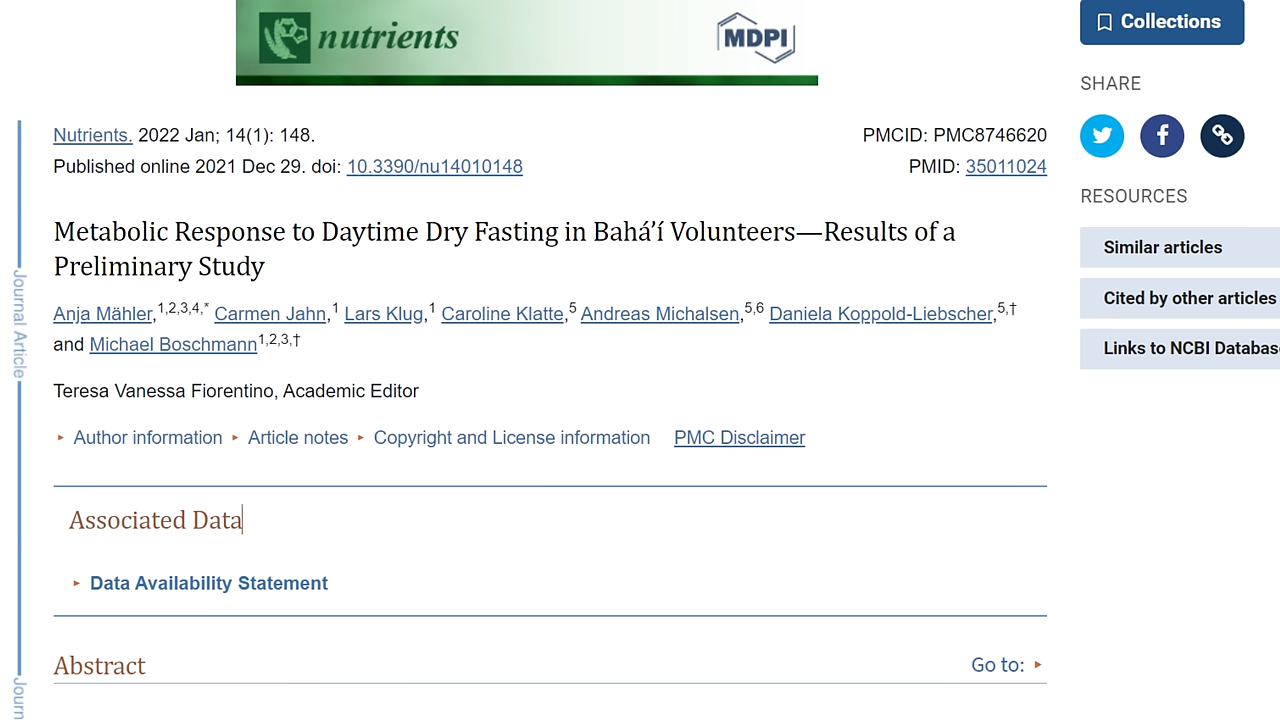 nutrients
MDPI
Collections
SHARE
Nutrients. 2022 Jan; 14(1): 148.
PMCID: PMC8746620
Published online 2021 Dec 29. doi: 10.3390/nu14010148
PMID: 35011024
RESOURCES
Metabolic Response to Daytime Dry Fasting in Bahá’í Volunteers—Results of a
Preliminary Study
Similar articles
Cited by other articles
Links to NCBI Databas
Anja Mähler,1,2,3,4,* Carmen Jahn,1 Lars Klug,1 Caroline Klatte,5 Andreas Michalsen,5,6 Daniela Koppold-Liebscher,5,†
and Michael Boschmann1,2,3,†
Teresa Vanessa Fiorentino, Academic Editor
Author information Article notes Copyright and License information PMC Disclaimer
Associated Data
Data Availability Statement
Abstract
Go to:
Journal Article
Journ